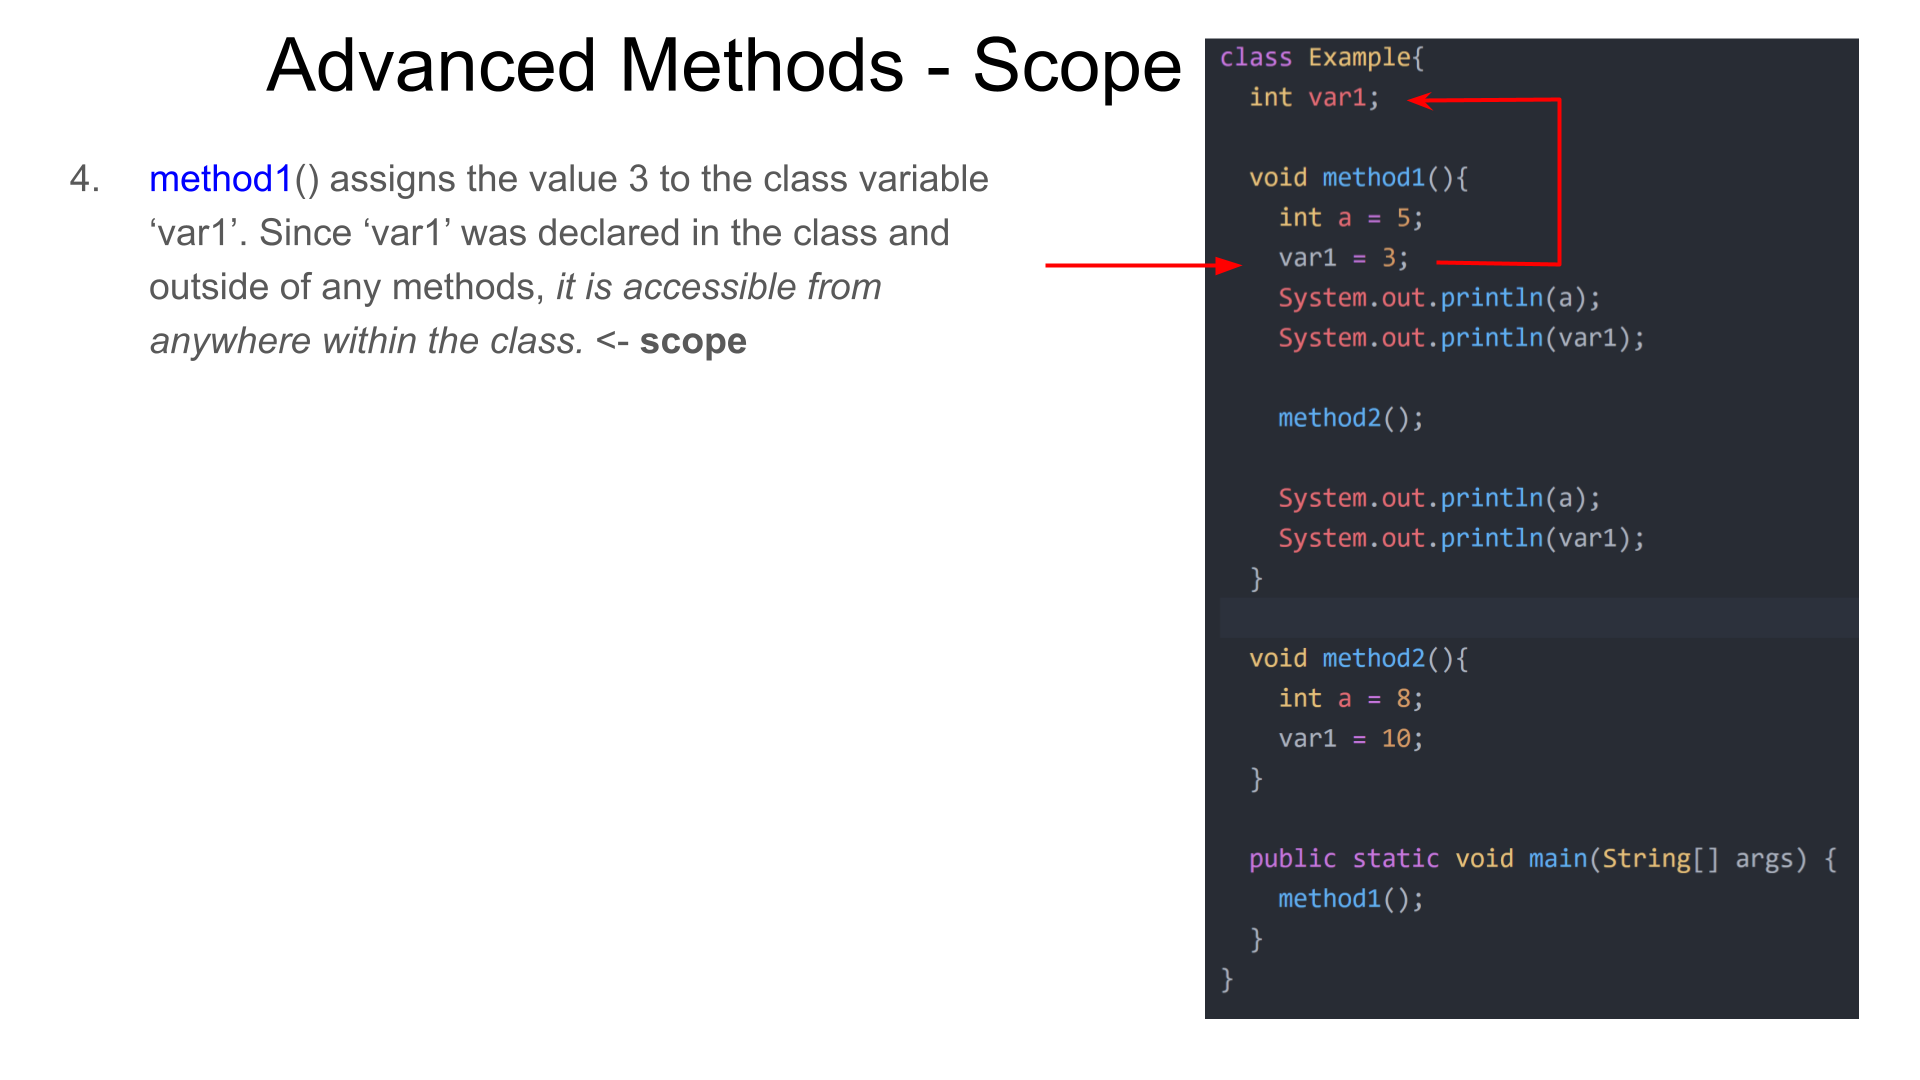 Advanced Methods - Scope
4. method1() assigns the value 3 to the class variable
‘var1’. Since ‘var1’ was declared in the class and
outside of any methods, it is accessible from
anywhere within the class. <- scope
class Example{
  int var1;

  void method1(){
    int a = 5;
    var1 = 3;
    System.out.println(a);
    System.out.println(var1);

    method2();

    System.out.println(a);
    System.out.println(var1);
  }

  void method2(){
    int a = 8;
    var1 = 10;
  }

  public static void main(String[] args) {
    method1();
  }
}